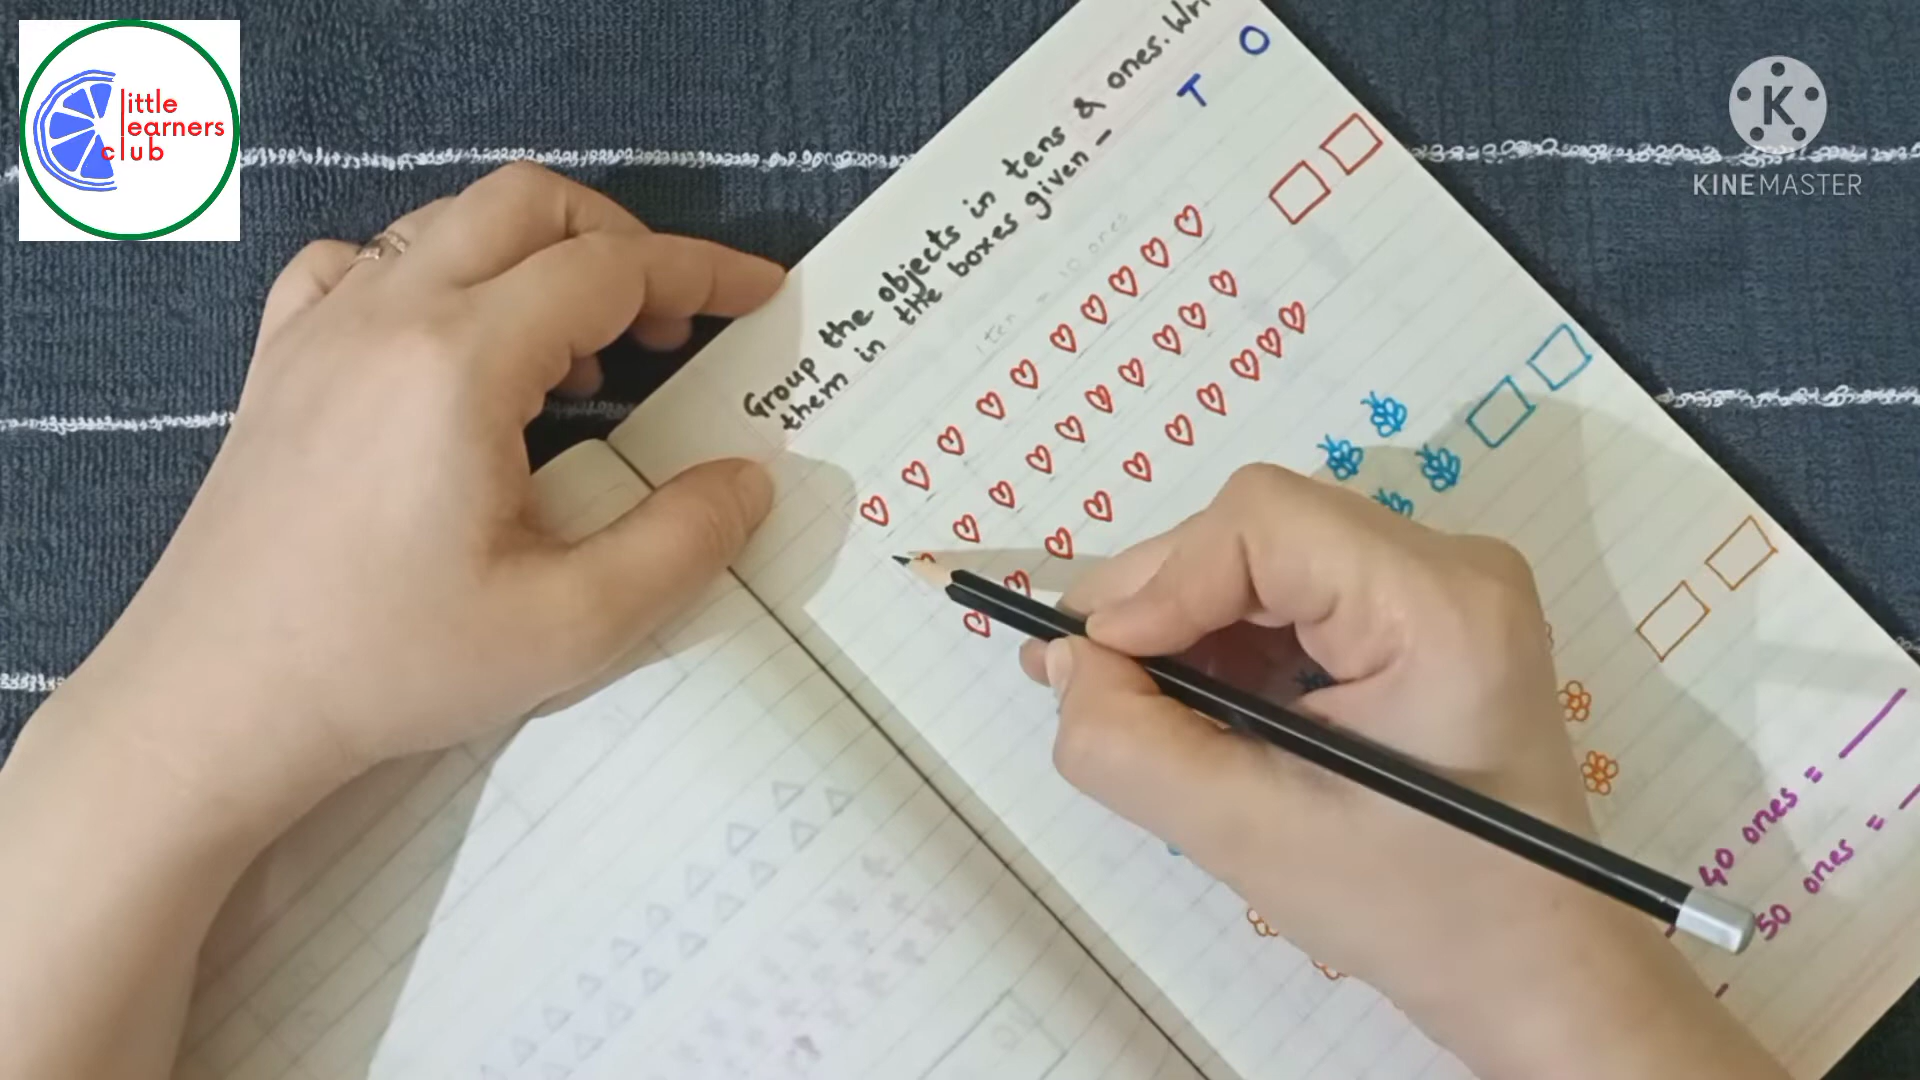 little
learners
club
KINEMASTER
Group the objects in tens & ones.
them in the boxes given -
T O
1 ten = 10 ones
40 ones =
50 ones =